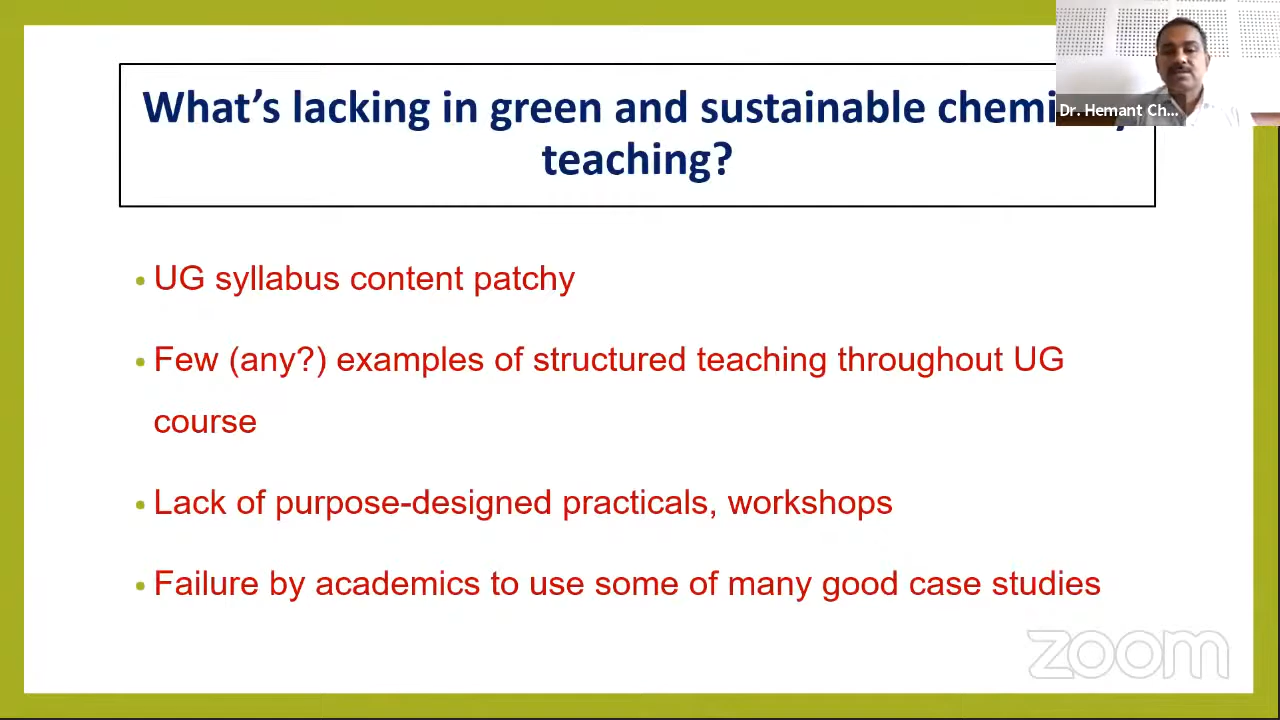 What's lacking in green and sustainable
teaching?
Dr. Hemant Ch...
• UG syllabus content patchy
• Few (any?) examples of structured teaching throughout UG
course
• Lack of purpose-designed practicals, workshops
• Failure by academics to use some of many good case studies
zoom